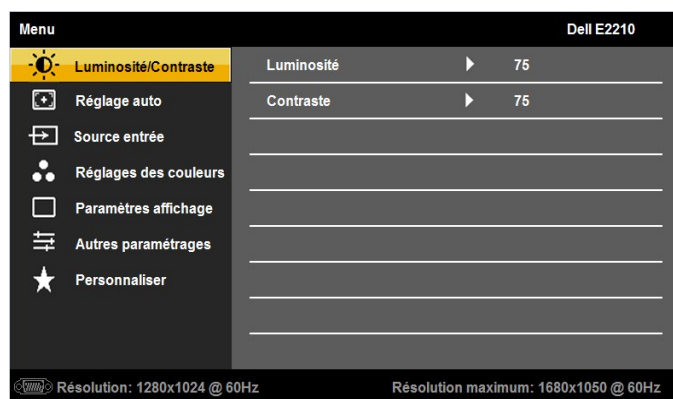 Menu Dell E2210
Luminosité/Contraste Luminosité 75
Réglage auto Contraste 75
Source entrée
Réglages des couleurs
Paramètres affichage
Autres paramétrages
Personnaliser
Résolution: 1280x1024 @ 60Hz Résolution maximum: 1680x1050 @ 60Hz